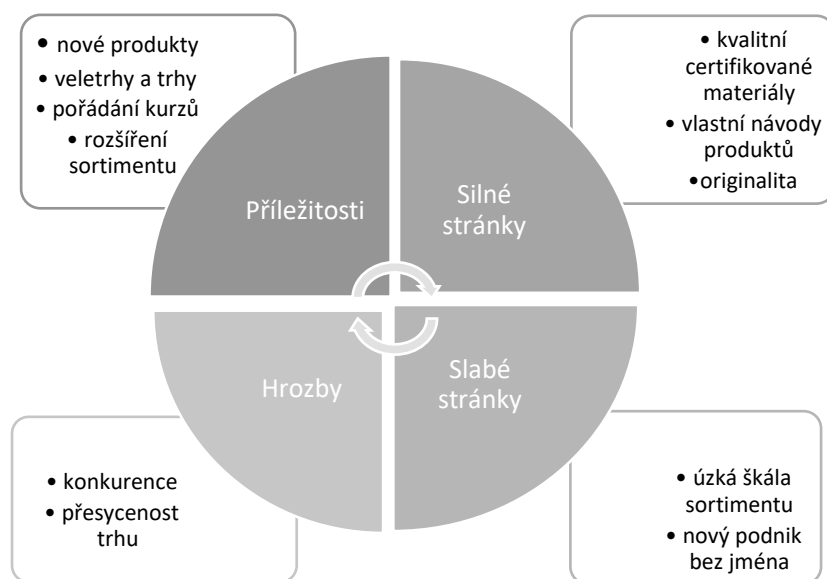 • nové produkty
• veletrhy a trhy
• pořádání kurzů
• rozšíření
sortimentu
• kvalitní
certifikované
materiály
• vlastní návody
produktů
•originalita
Příležitosti
Silné
stránky
Hrozby
Slabé
stránky
• konkurence
• přesycenost
trhu
• úzká škála
sortimentu
• nový podnik
bez jména